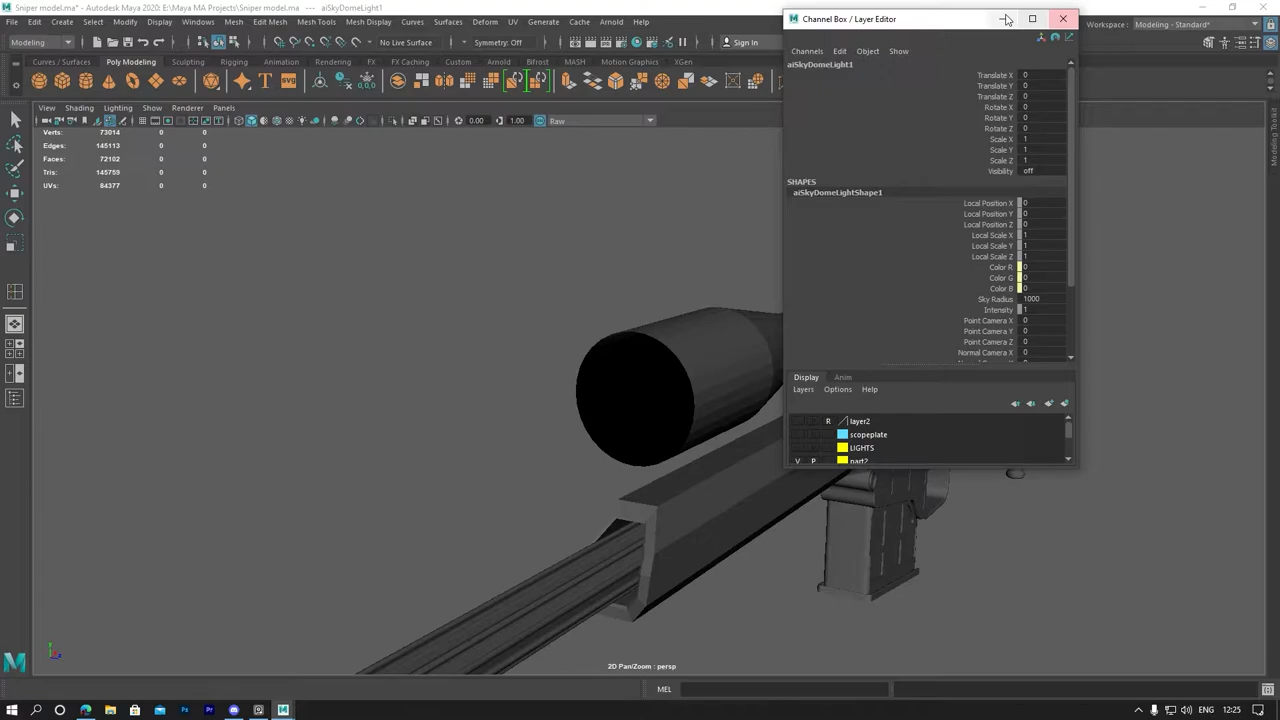 Sniper model.ma* - Autodesk Maya 2020: E:\Maya MA Projects\Sniper model.ma --- aiSkyDomeLight1
File Edit Create Select Modify Display Windows Mesh Edit Mesh Mesh Tools Mesh Display Curves Surfaces Deform UV Generate Cache Arnold Help
Workspace : Modeling - Standard*
Modeling No Live Surface Symmetry: Off Sign In
Curves / Surfaces Poly Modeling Sculpting Rigging Animation Rendering FX FX Caching Custom Arnold Bifrost MASH Motion Graphics XGen
View Shading Lighting Show Renderer Panels
0.00 1.00 Raw
Verts: 73014 0 0
Edges: 145113 0 0
Faces: 72102 0 0
Tris: 145759 0 0
UVs: 84377 0 0
Channel Box / Layer Editor
Channels Edit Object Show
aiSkyDomeLight1
Translate X 0
Translate Y 0
Translate Z 0
Rotate X 0
Rotate Y 0
Rotate Z 0
Scale X 1
Scale Y 1
Scale Z 1
Visibility off
SHAPES
aiSkyDomeLightShape1
Local Position X 0
Local Position Y 0
Local Position Z 0
Local Scale X 1
Local Scale Y 1
Local Scale Z 1
Color R 0
Color G 0
Color B 0
Sky Radius 1000
Intensity 1
Point Camera X 0
Point Camera Y 0
Point Camera Z 0
Normal Camera X 0
Display Anim
Layers Options Help
R layer2
scopeplate
LIGHTS
V P part2
Modeling Toolkit
2D Pan/Zoom : persp
MEL
ENG 12:25